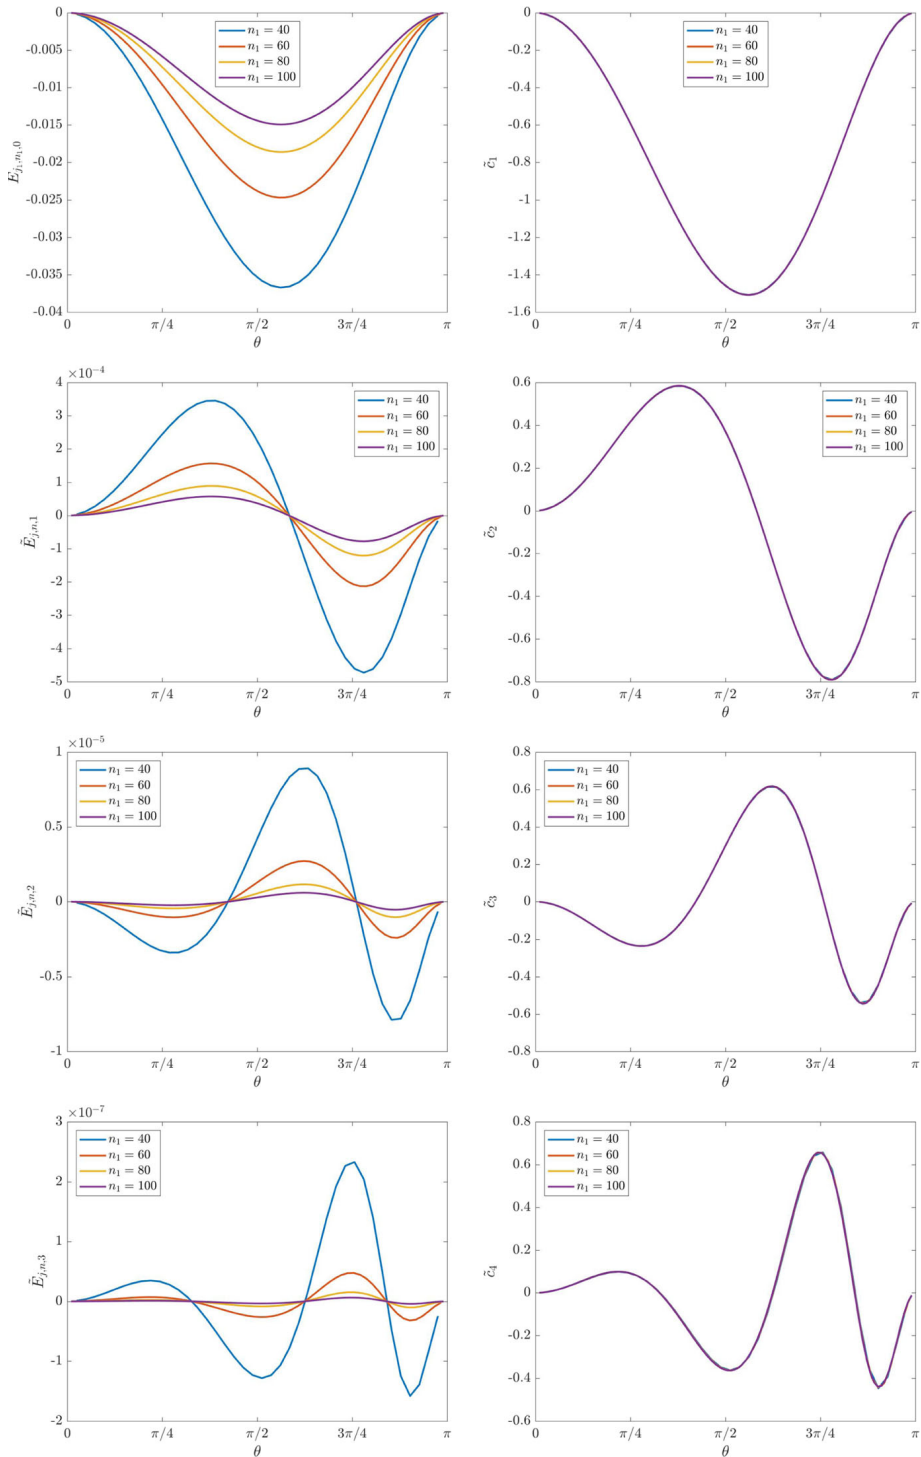 0
-0.005
-0.01
-0.015
-0.02
-0.025
-0.03
-0.035
-0.04
E_{j_1,n_1,0}
n_1 = 40
n_1 = 60
n_1 = 80
n_1 = 100
0 π/4 π/2 3π/4 π
θ
0
-0.2
-0.4
-0.6
-0.8
-1
-1.2
-1.4
-1.6
c̃_1
n_1 = 40
n_1 = 60
n_1 = 80
n_1 = 100
0 π/4 π/2 3π/4 π
θ
×10^{-4}
4
3
2
1
0
-1
-2
-3
-4
-5
Ẽ_{j,n,1}
n_1 = 40
n_1 = 60
n_1 = 80
n_1 = 100
0 π/4 π/2 3π/4 π
θ
0.6
0.4
0.2
0
-0.2
-0.4
-0.6
-0.8
c̃_2
n_1 = 40
n_1 = 60
n_1 = 80
n_1 = 100
0 π/4 π/2 3π/4 π
θ
×10^{-5}
1
0.5
0
-0.5
-1
Ẽ_{j,n,2}
n_1 = 40
n_1 = 60
n_1 = 80
n_1 = 100
0 π/4 π/2 3π/4 π
θ
0.8
0.6
0.4
0.2
0
-0.2
-0.4
-0.6
-0.8
c̃_3
n_1 = 40
n_1 = 60
n_1 = 80
n_1 = 100
0 π/4 π/2 3π/4 π
θ
×10^{-7}
3
2
1
0
-1
-2
Ẽ_{j,n,3}
n_1 = 40
n_1 = 60
n_1 = 80
n_1 = 100
0 π/4 π/2 3π/4 π
θ
0.8
0.6
0.4
0.2
0
-0.2
-0.4
-0.6
c̃_4
n_1 = 40
n_1 = 60
n_1 = 80
n_1 = 100
0 π/4 π/2 3π/4 π
θ